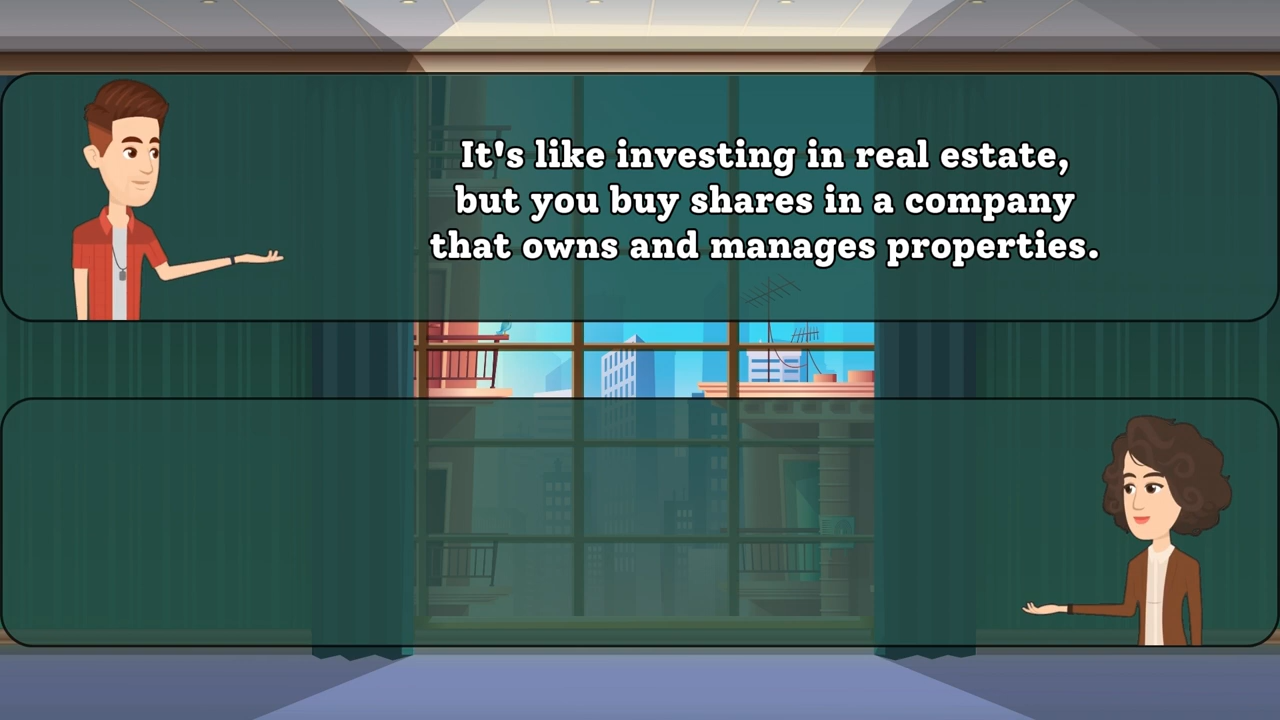 It's like investing in real estate,
but you buy shares in a company
that owns and manages properties.